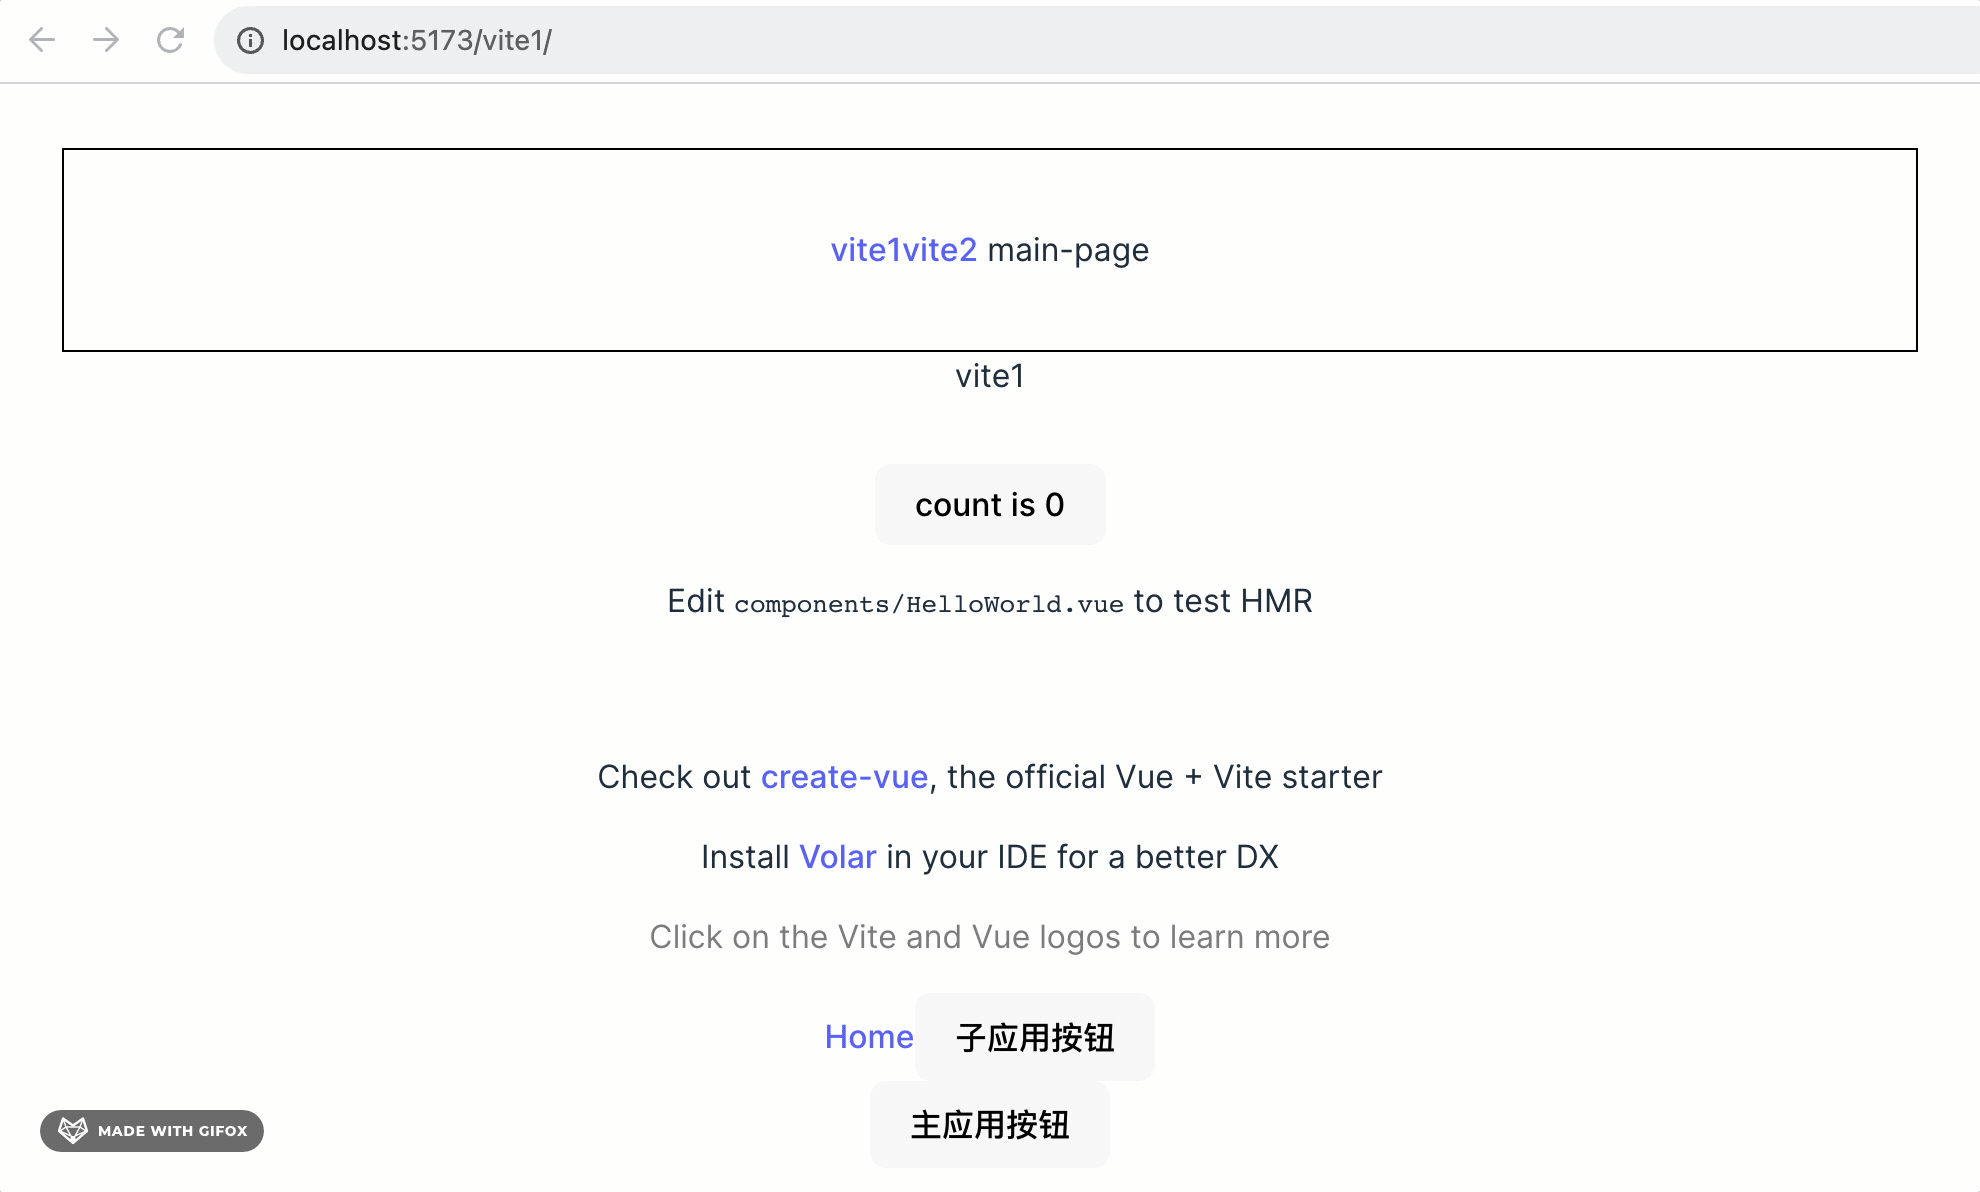 localhost:5173/vite1/
vite1vite2 main-page
vite1
count is 0
Edit components/HelloWorld.vue to test HMR
Check out create-vue, the official Vue + Vite starter
Install Volar in your IDE for a better DX
Click on the Vite and Vue logos to learn more
Home 子应用按钮
主应用按钮
MADE WITH GIFOX